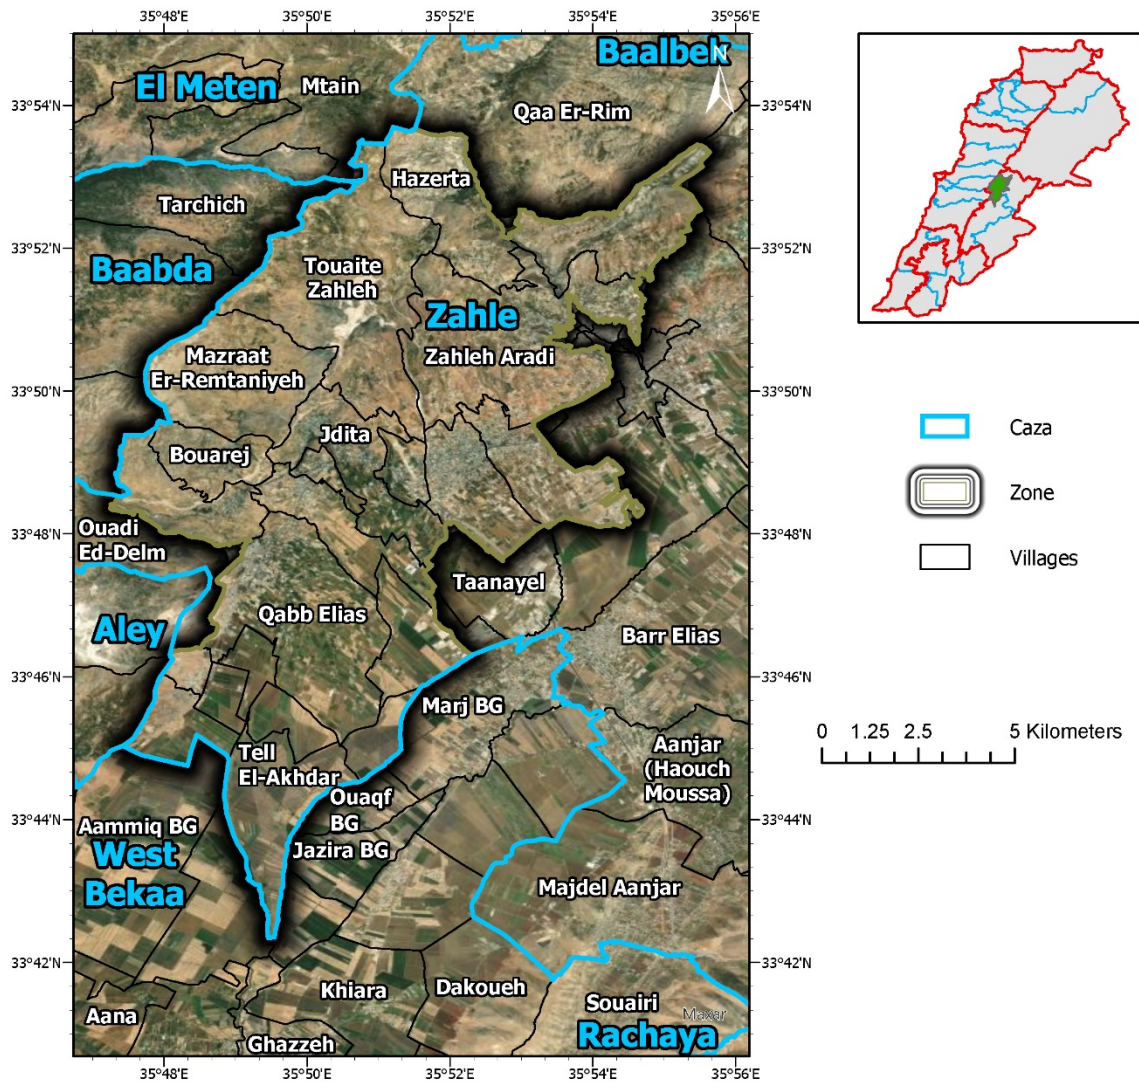 35°48'E 35°50'E 35°52'E 35°54'E 35°56'E
Baalbek
N
El Meten
Mtain
33°54'N
33°54'N
Qaa Er-Rim
Hazerta
Tarchich
33°52'N
33°52'N
Baabda
Touaite
Zahleh
Zahle
Mazraat
Er-Remtaniyeh
Zahleh Aradi
33°50'N
33°50'N
Jdita
Bouarej
33°48'N
33°48'N
Ouadi
Ed-Delm
Taanayel
Qabb Elias
Aley
Barr Elias
33°46'N
33°46'N
Marj BG
Tell
El-Akhdar
Aanjar
(Haouch
Moussa)
Ouaqf
BG
33°44'N
33°44'N
Aammiq BG
Jazira BG
West
Bekaa
Majdel Aanjar
33°42'N
33°42'N
Khiara
Dakoueh
Souairi
Aana
Maxar
Rachaya
Ghazzeh
35°48'E 35°50'E 35°52'E 35°54'E 35°56'E
Caza
Zone
Villages
0 1.25 2.5 5 Kilometers